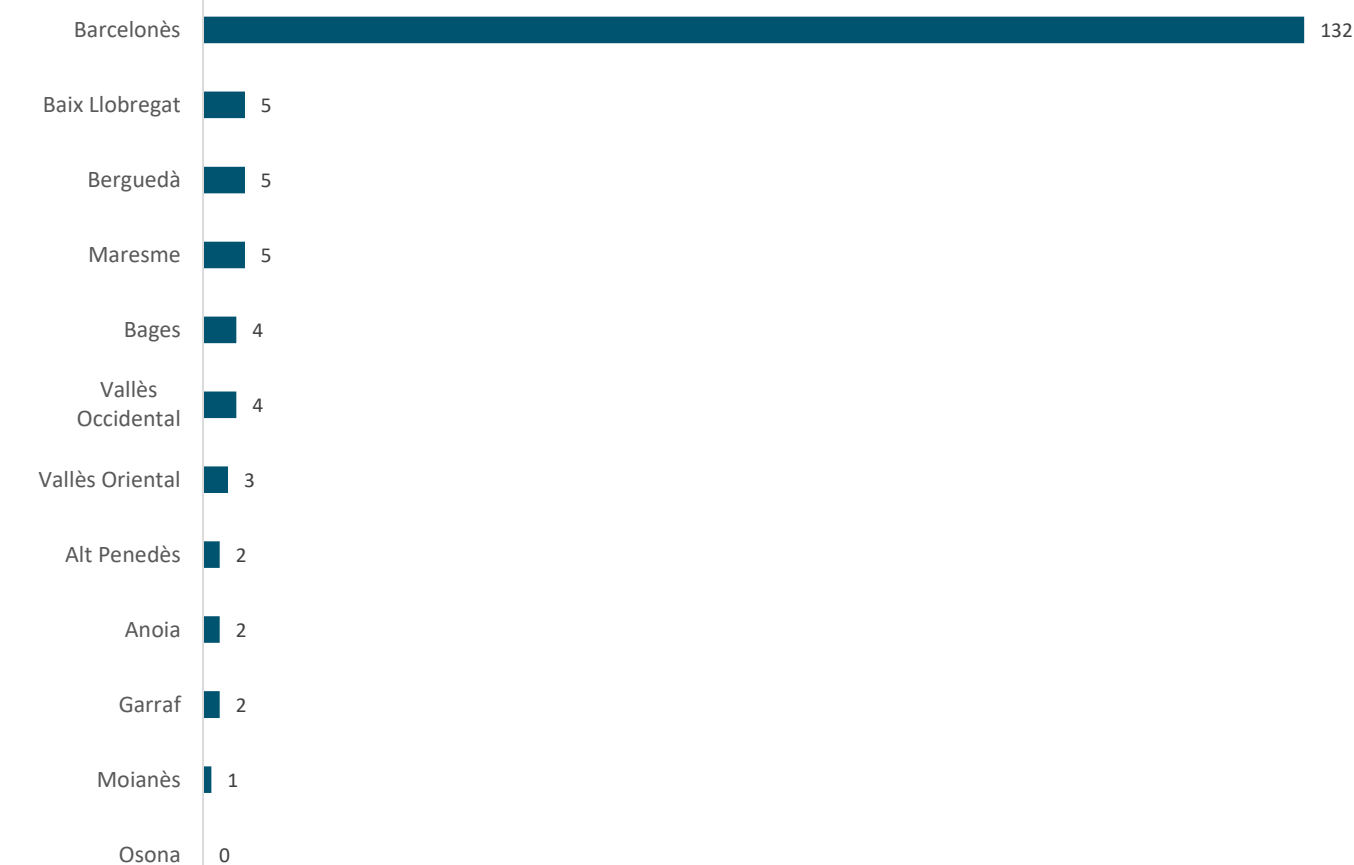 Barcelonès 132
Baix Llobregat 5
Berguedà 5
Maresme 5
Bages 4
Vallès
Occidental 4
Vallès Oriental 3
Alt Penedès 2
Anoia 2
Garraf 2
Moianès 1
Osona 0